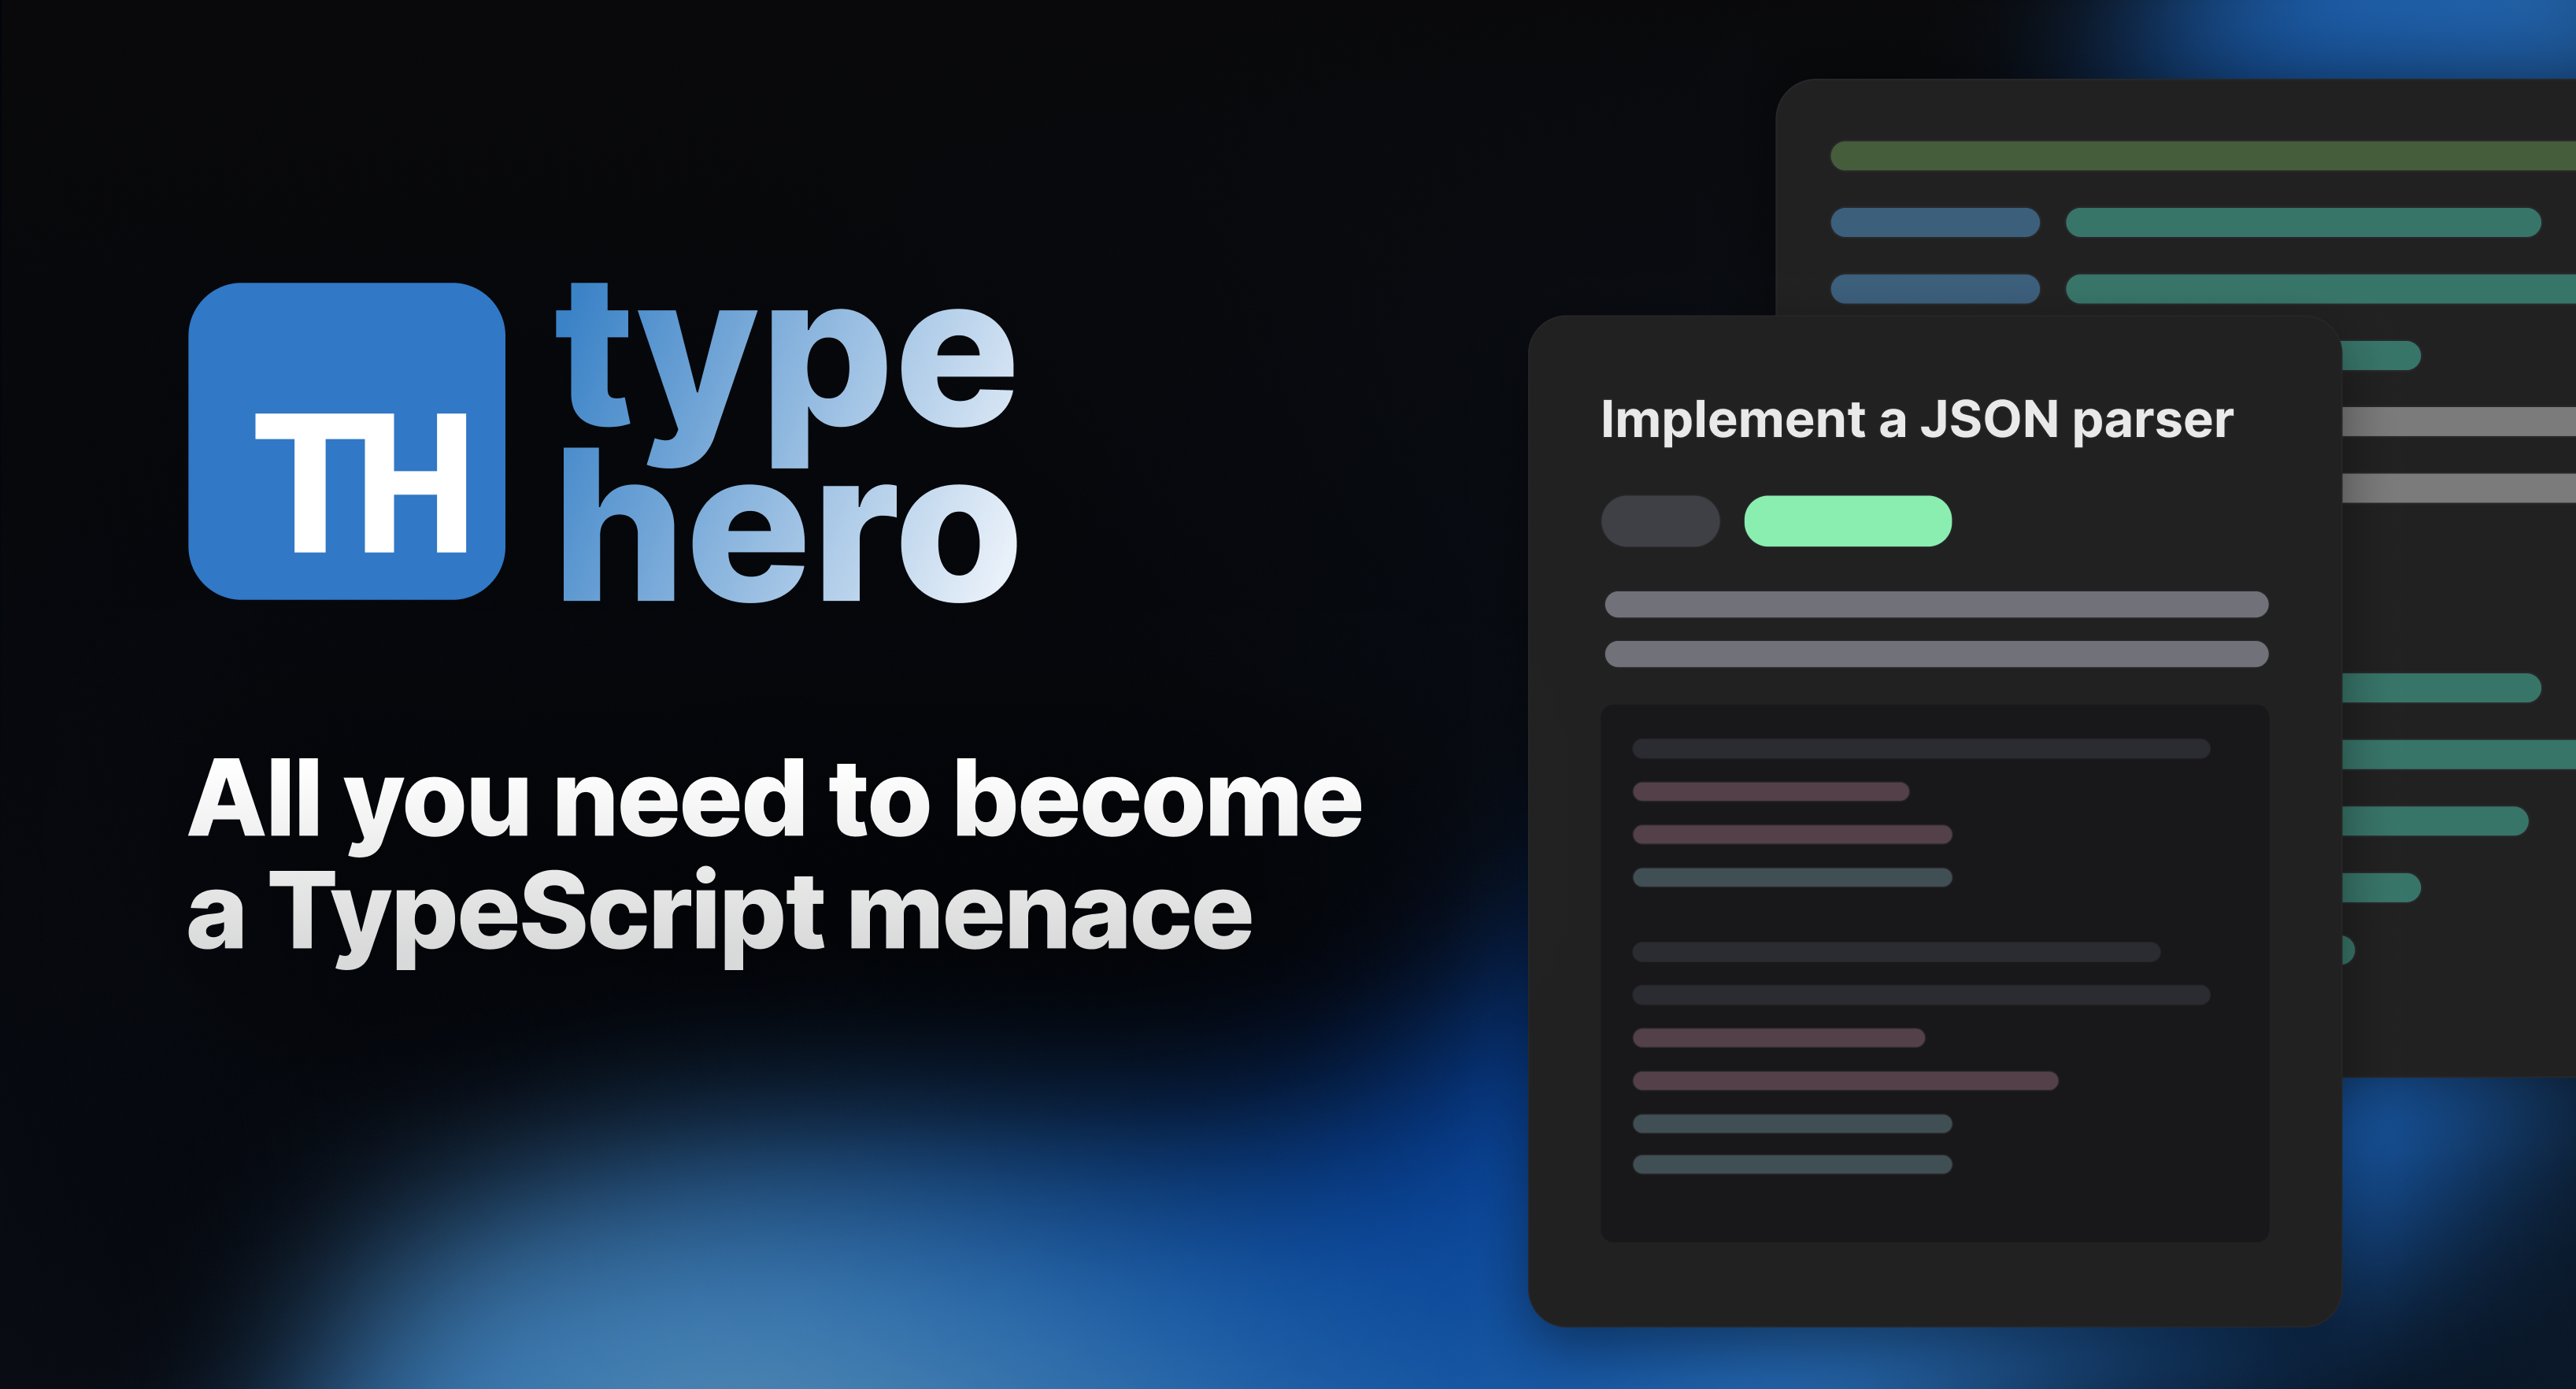 TH
type
hero
All you need to become
a TypeScript menace
Implement a JSON parser